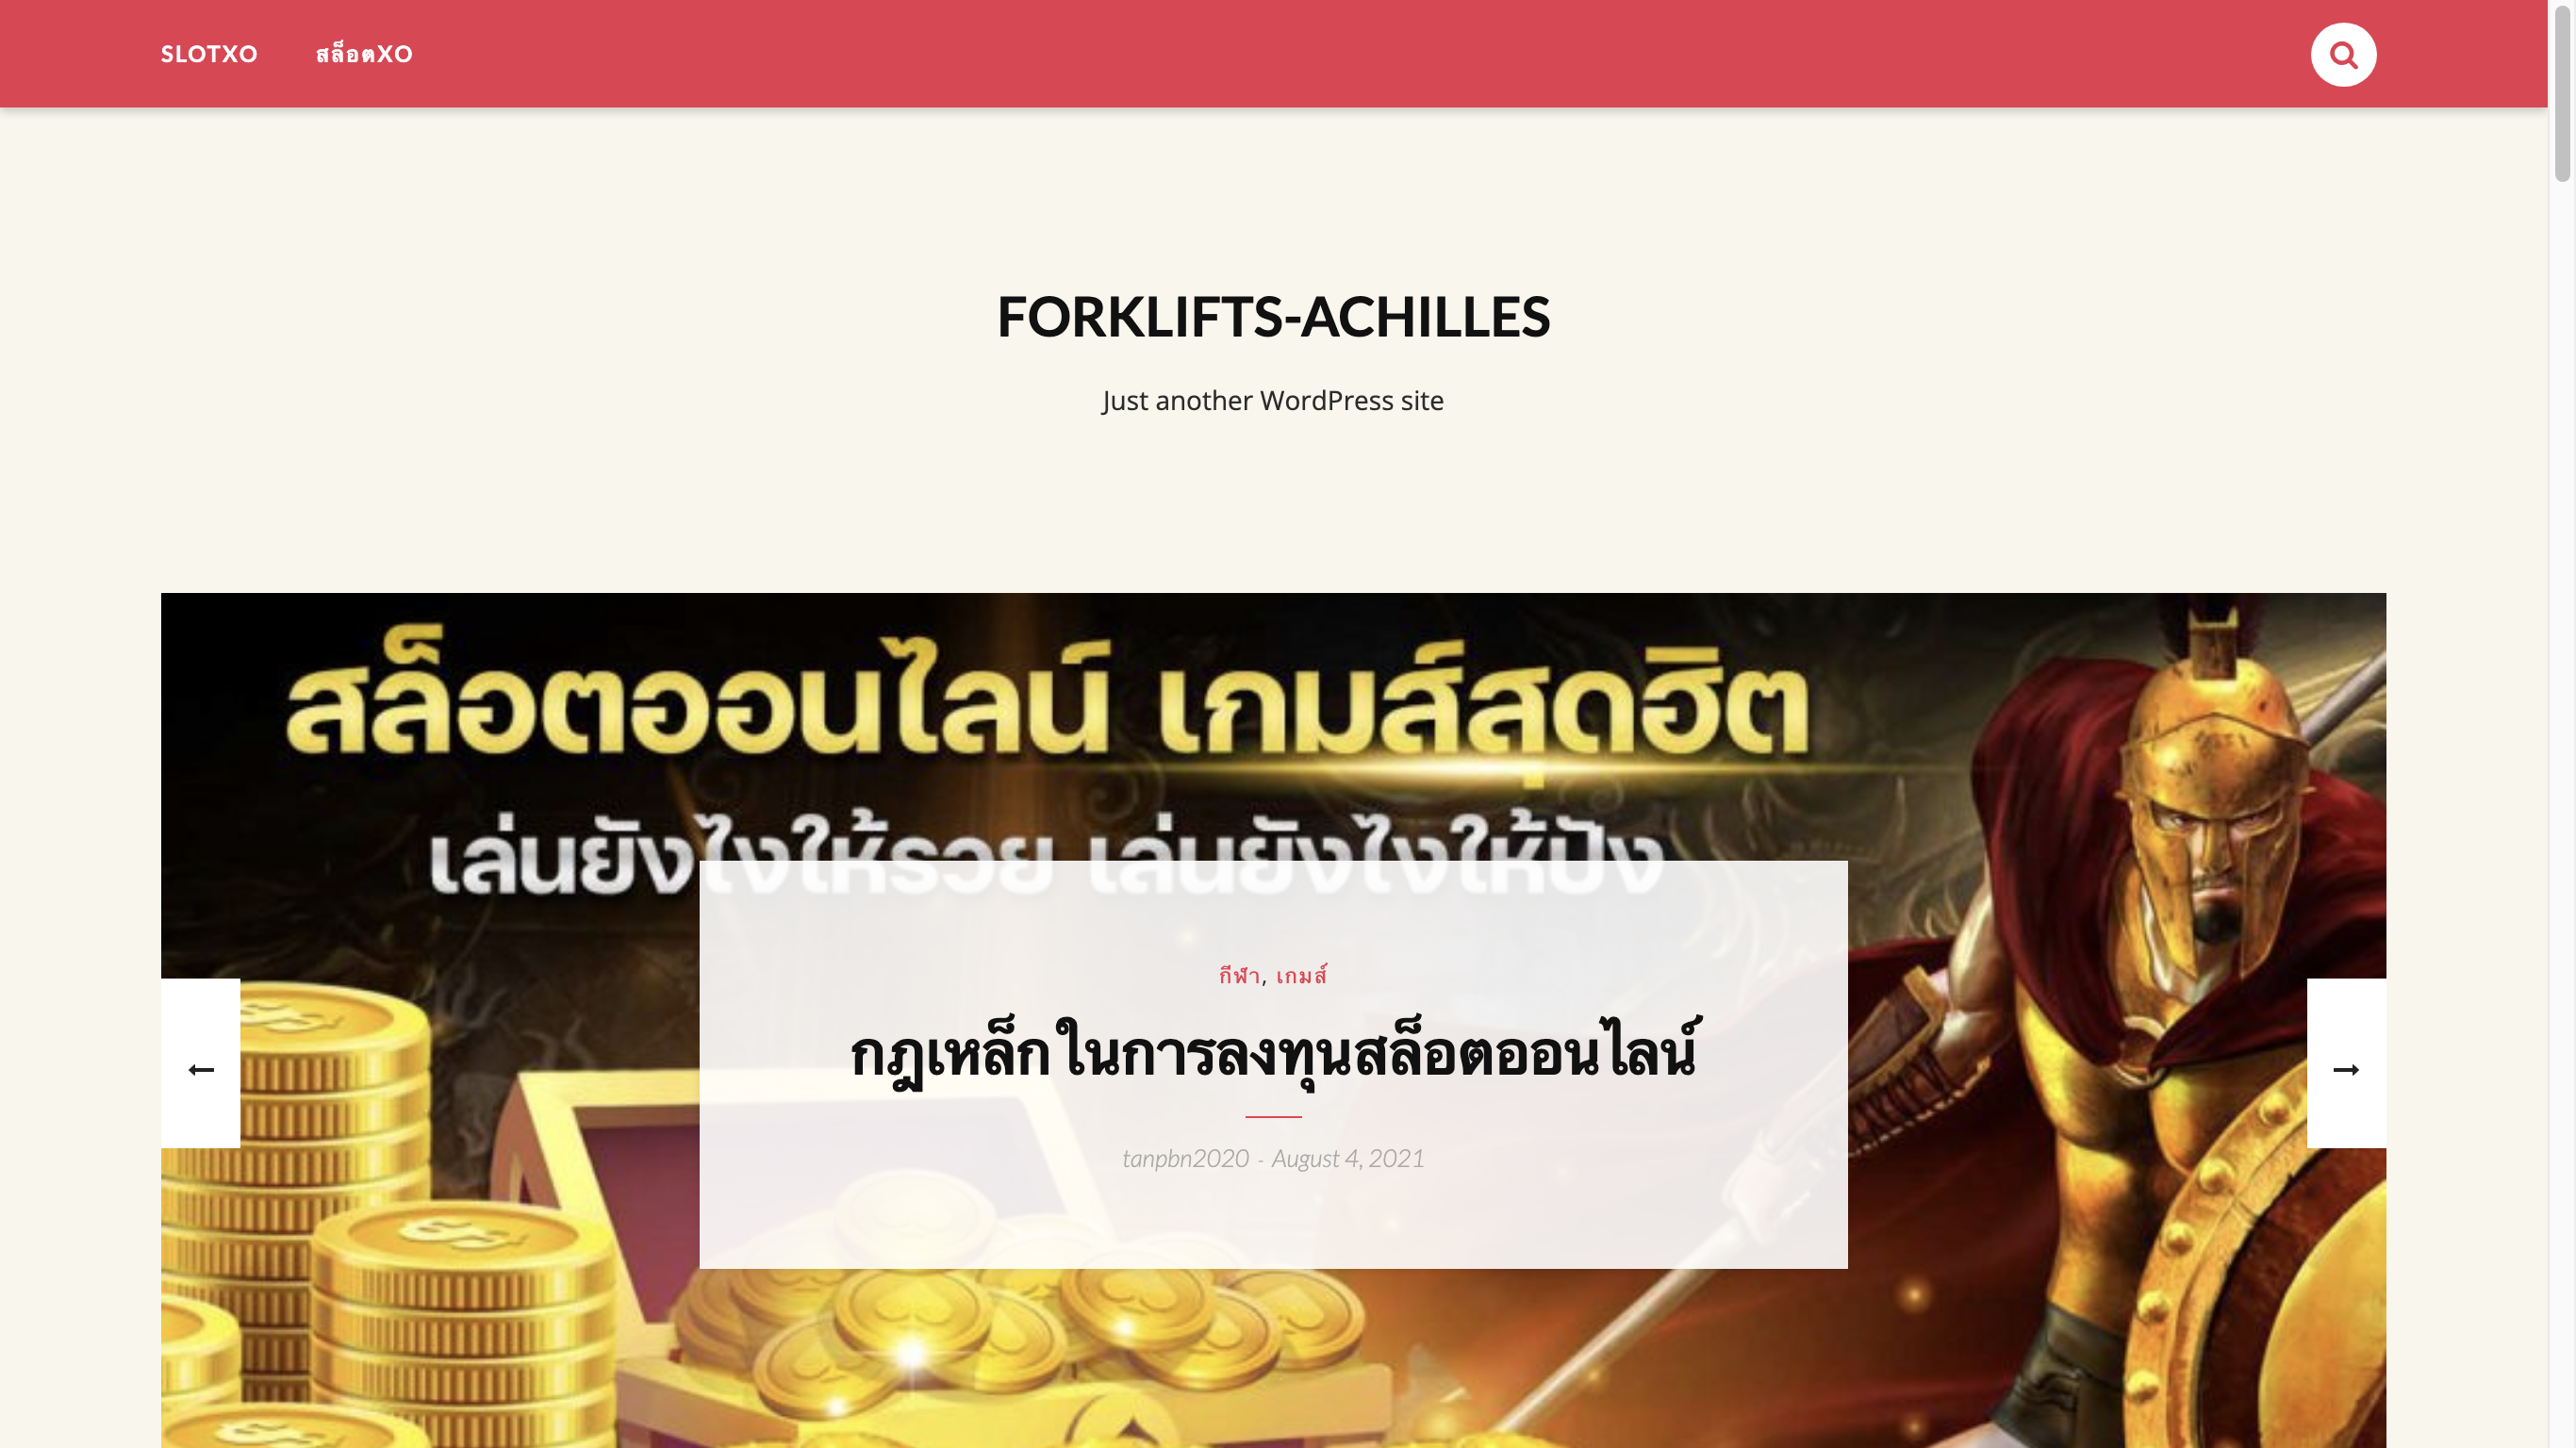 SLOTXO สล็อตXO
FORKLIFTS-ACHILLES
Just another WordPress site
สล็อตออนไลน์ เกมส์สุดฮิต
เล่นยังไงให้รวย เล่นยังไงให้ปัง
กีฬา, เกมส์
กฎเหล็กในการลงทุนสล็อตออนไลน์
tanpbn2020 - August 4, 2021